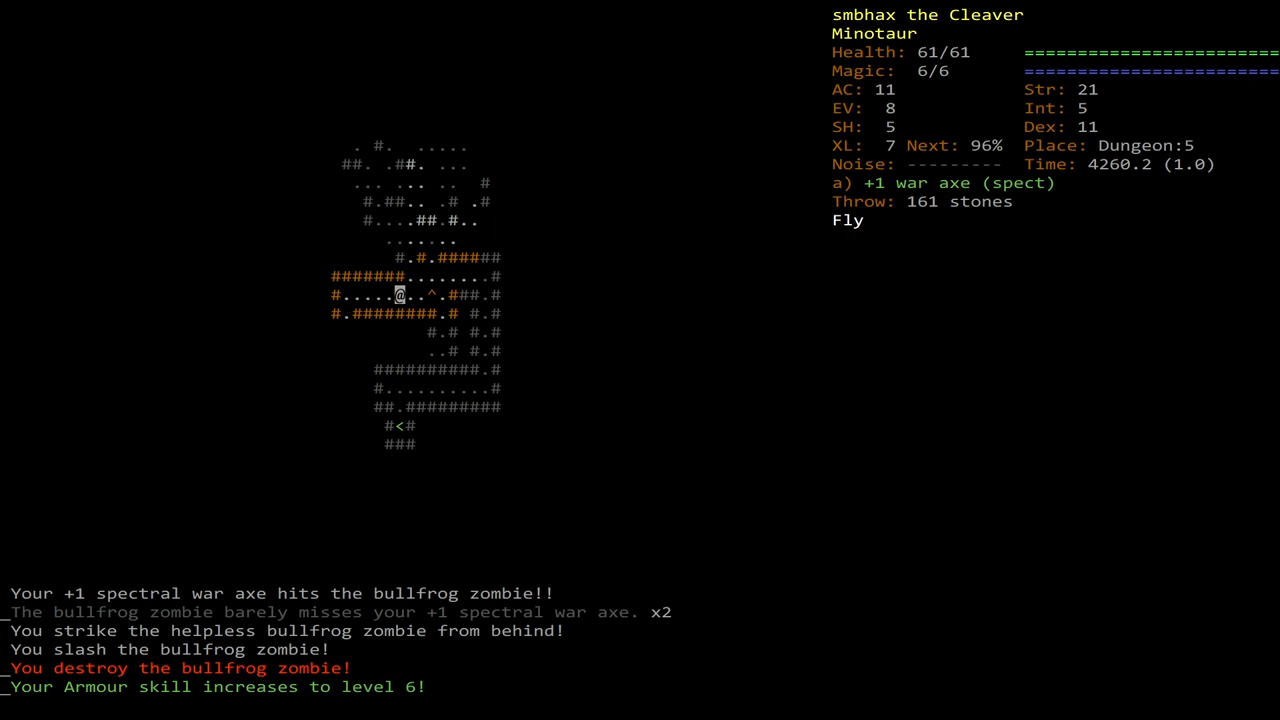 smbhax the Cleaver
Minotaur
Health: 61/61 ========================
Magic: 6/6 ========================
AC: 11 Str: 21
EV: 8 Int: 5
SH: 5 Dex: 11
XL: 7 Next: 96% Place: Dungeon:5
Noise: --------- Time: 4260.2 (1.0)
a) +1 war axe (spect)
Throw: 161 stones
Fly
. #. .....
##. .##. ...
... ... .. #
#.##.. .# .#
#....##.#..
.......
#.#.######
#######........#
#.....@..^.###.#
#.########.# #.#
#.# #.#
..# #.#
##########.#
#..........#
##.#########
#<#
###
Your +1 spectral war axe hits the bullfrog zombie!!
_The bullfrog zombie barely misses your +1 spectral war axe. x2
You strike the helpless bullfrog zombie from behind!
You slash the bullfrog zombie!
_You destroy the bullfrog zombie!
_Your Armour skill increases to level 6!